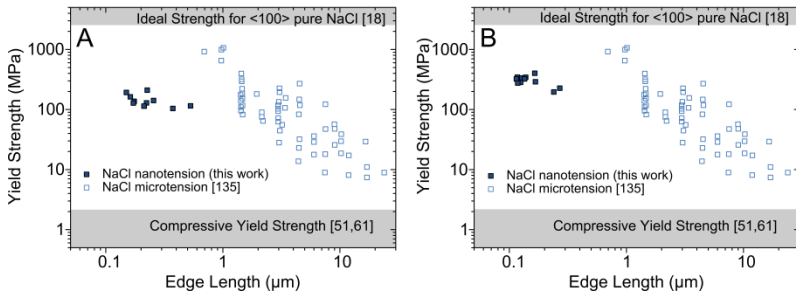 Ideal Strength for <100> pure NaCl [18]
A
1000
100
10
1
Yield Strength (MPa)
NaCl nanotension (this work)
NaCl microtension [135]
Compressive Yield Strength [51,61]
0.1
1
10
Edge Length (µm)
Ideal Strength for <100> pure NaCl [18]
B
1000
100
10
1
Yield Strength (MPa)
NaCl nanotension (this work)
NaCl microtension [135]
Compressive Yield Strength [51,61]
0.1
1
10
Edge Length (µm)